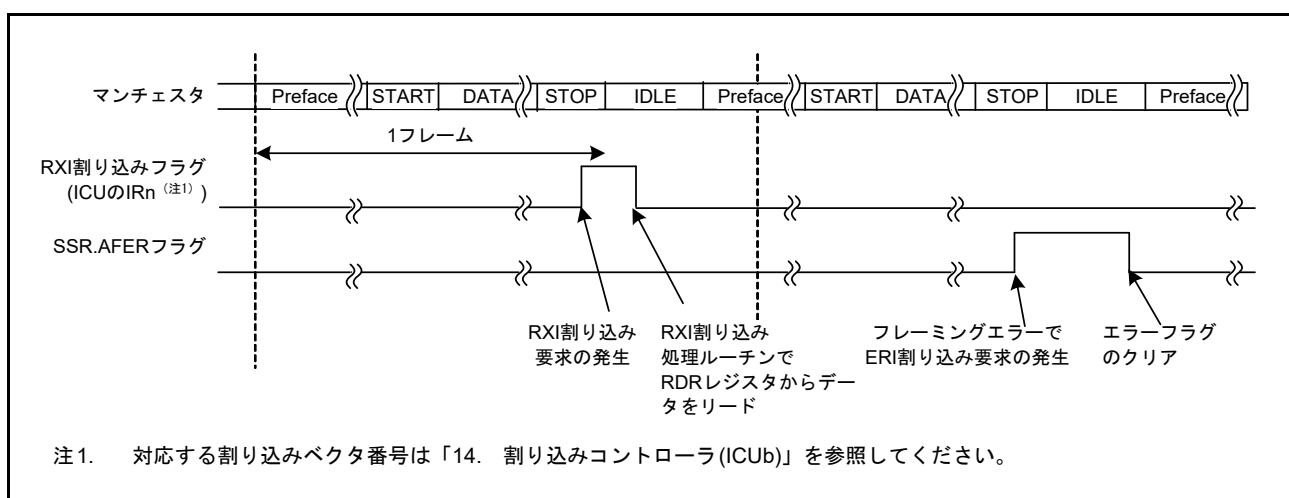 マンチェスタ
Preface START DATA STOP IDLE Preface START DATA STOP IDLE Preface
1フレーム
RXI割り込みフラグ
(ICUのIRn（注1）)
SSR.AFERフラグ
RXI割り込み
要求の発生
RXI割り込み
処理ルーチンで
RDRレジスタからデー
タをリード
フレーミングエラーで
ERI割り込み要求の発生
エラーフラグ
のクリア
注1. 対応する割り込みベクタ番号は「14. 割り込みコントローラ(ICUb)」を参照してください。